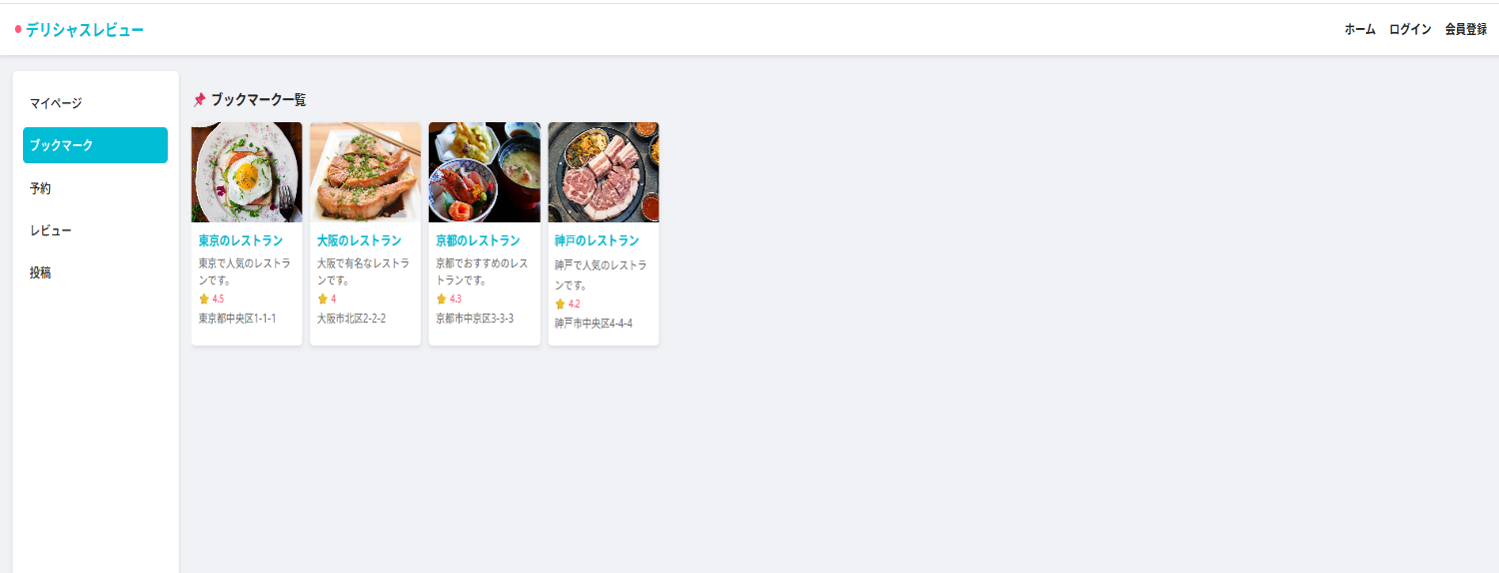 デリシャスレビュー
ホーム ログイン 会員登録
マイページ
ブックマーク
予約
レビュー
投稿
ブックマーク一覧
東京のレストラン
東京で人気のレストラ
ンです。
4.5
東京都中央区1-1-1
大阪のレストラン
大阪で有名なレストラ
ンです。
4
大阪市北区2-2-2
京都のレストラン
京都でおすすめのレス
トランです。
4.3
京都市中京区3-3-3
神戸のレストラン
神戸で人気のレストラ
ンです。
4.2
神戸市中央区4-4-4